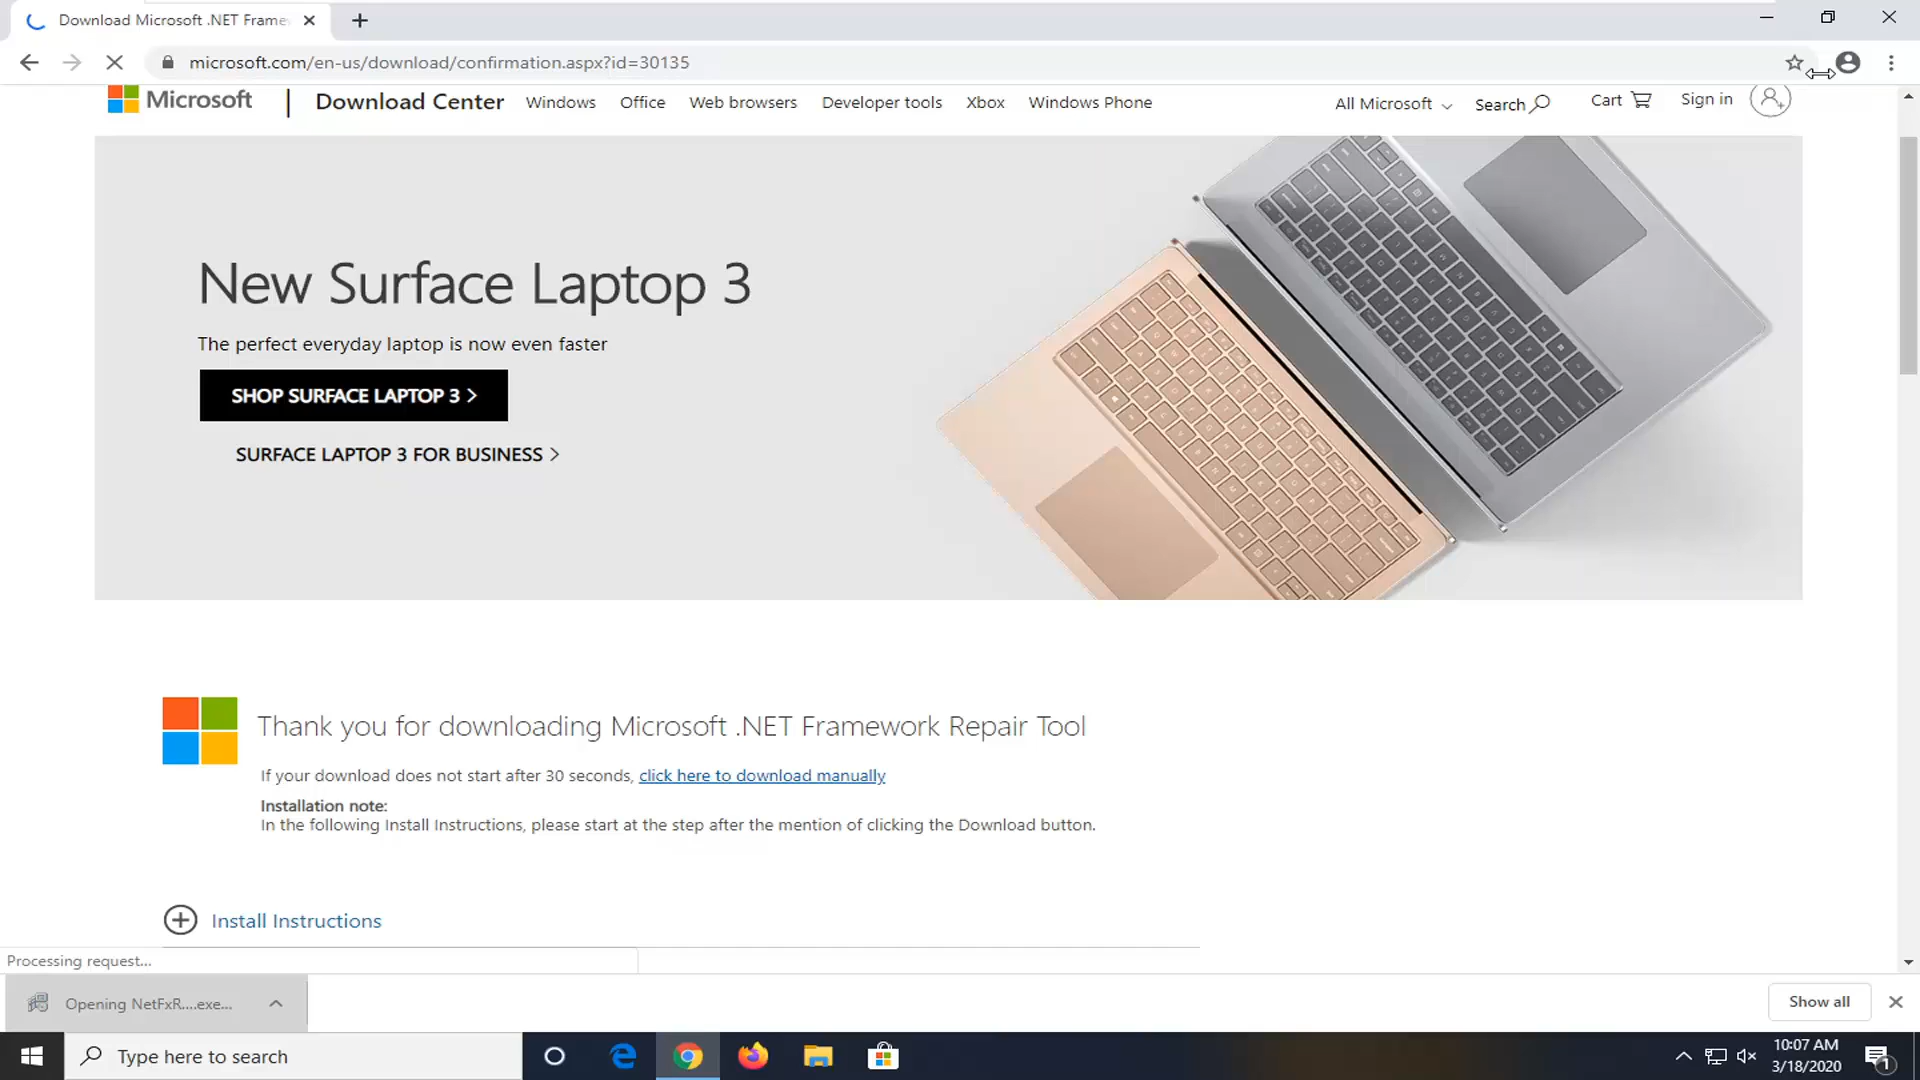 Download Microsoft .NET Frame
microsoft.com/en-us/download/confirmation.aspx?id=30135
Microsoft
Download Center
Windows
Office
Web browsers
Developer tools
Xbox
Windows Phone
All Microsoft
Search
Cart
Sign in
New Surface Laptop 3
The perfect everyday laptop is now even faster
SHOP SURFACE LAPTOP 3 >
SURFACE LAPTOP 3 FOR BUSINESS >
Thank you for downloading Microsoft .NET Framework Repair Tool
If your download does not start after 30 seconds, click here to download manually
Installation note:
In the following Install Instructions, please start at the step after the mention of clicking the Download button.
Install Instructions
Processing request...
Opening NetFxR....exe...
Show all
Type here to search
10:07 AM
3/18/2020
1